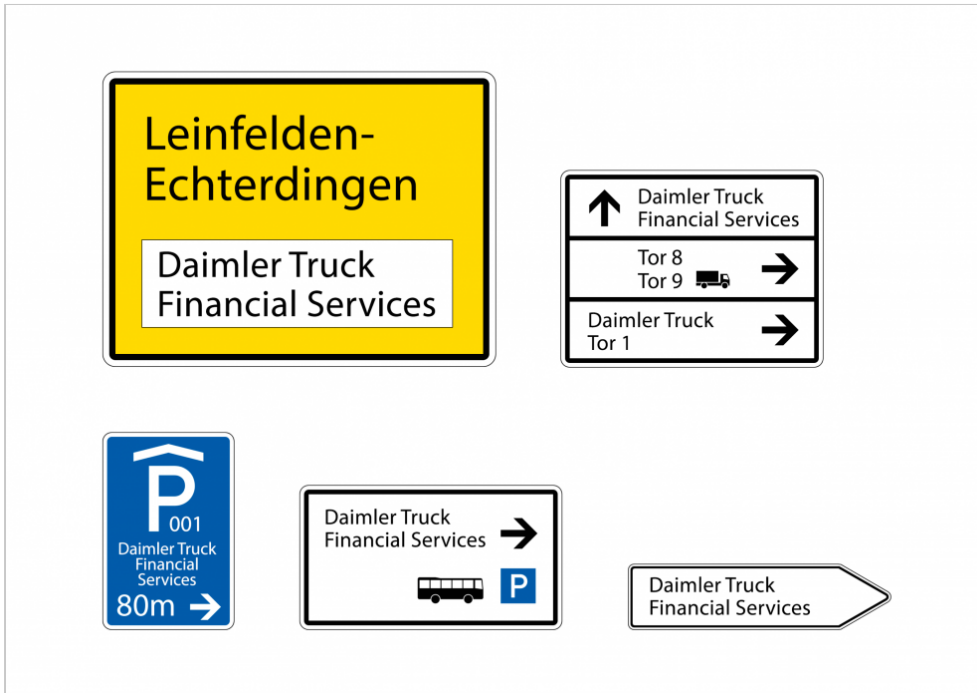 Leinfelden-
Echterdingen
Daimler Truck
Financial Services
Daimler Truck
Financial Services
Tor 8
Tor 9
Daimler Truck
Tor 1
P
001
Daimler Truck
Financial
Services
80m
Daimler Truck
Financial Services
P
Daimler Truck
Financial Services